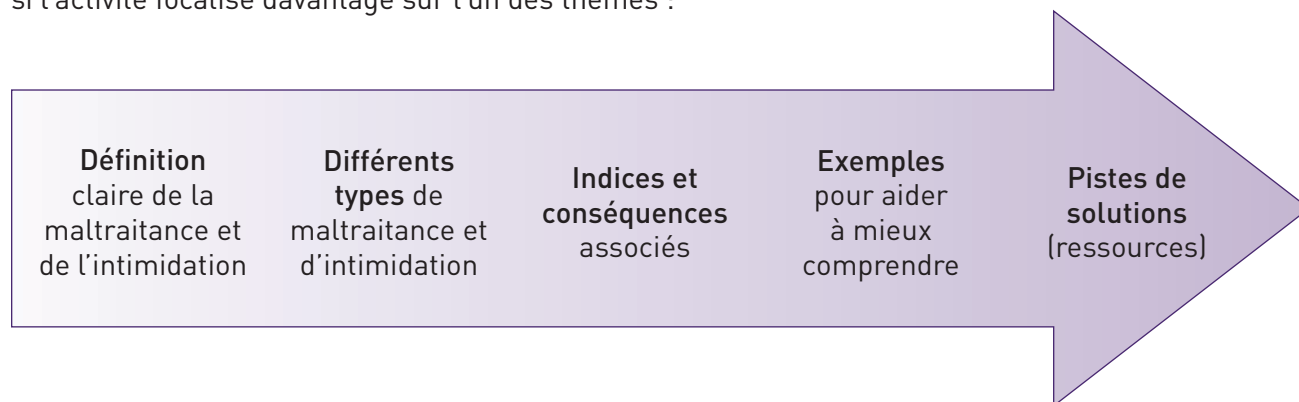 si l'activité focalise davantage sur l'un des thèmes :
Définition
claire de la
maltraitance et
de l'intimidation
Différents
types de
maltraitance et
d'intimidation
Indices et
conséquences
associés
Exemples
pour aider
à mieux
comprendre
Pistes de
solutions
(ressources)